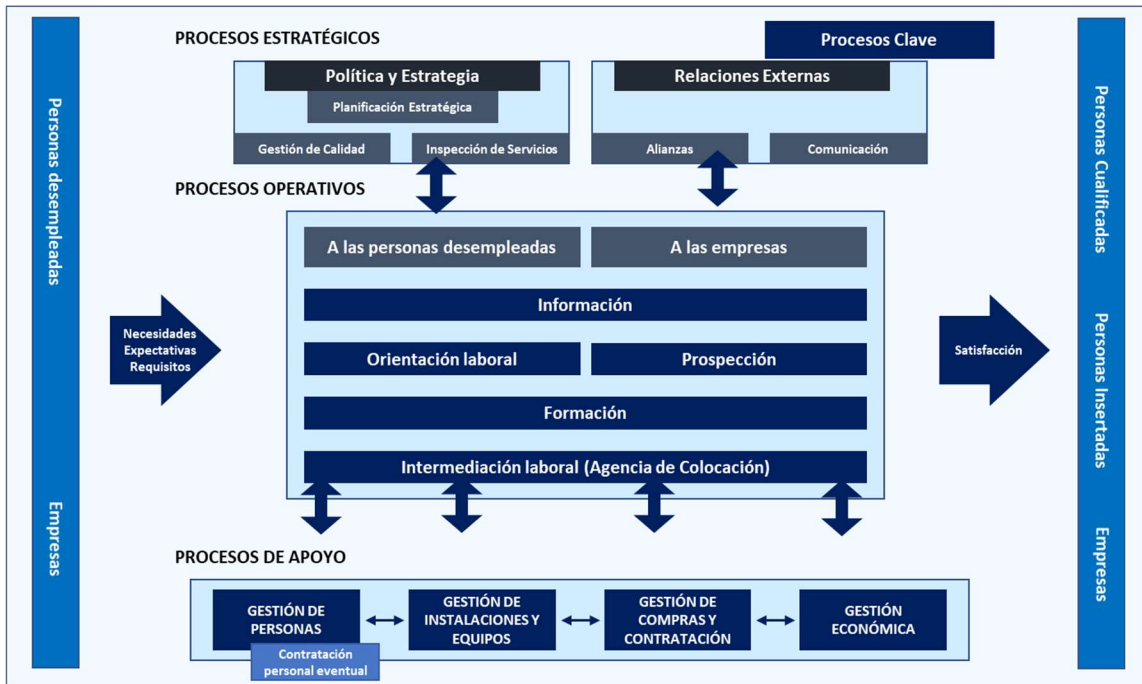 PROCESOS ESTRATÉGICOS
Procesos Clave
Política y Estrategia
Planificación Estratégica
Gestión de Calidad
Inspección de Servicios
Relaciones Externas
Alianzas
Comunicación
Personas desempleadas
Empresas
PROCESOS OPERATIVOS
A las personas desempleadas
A las empresas
Información
Orientación laboral
Prospección
Formación
Intermediación laboral (Agencia de Colocación)
Necesidades
Expectativas
Requisitos
Satisfacción
Personas Cualificadas
Personas Insertadas
Empresas
PROCESOS DE APOYO
GESTIÓN DE
PERSONAS
Contratación
personal eventual
GESTIÓN DE
INSTALACIONES Y
EQUIPOS
GESTIÓN DE
COMPRAS Y
CONTRATACIÓN
GESTIÓN
ECONÓMICA